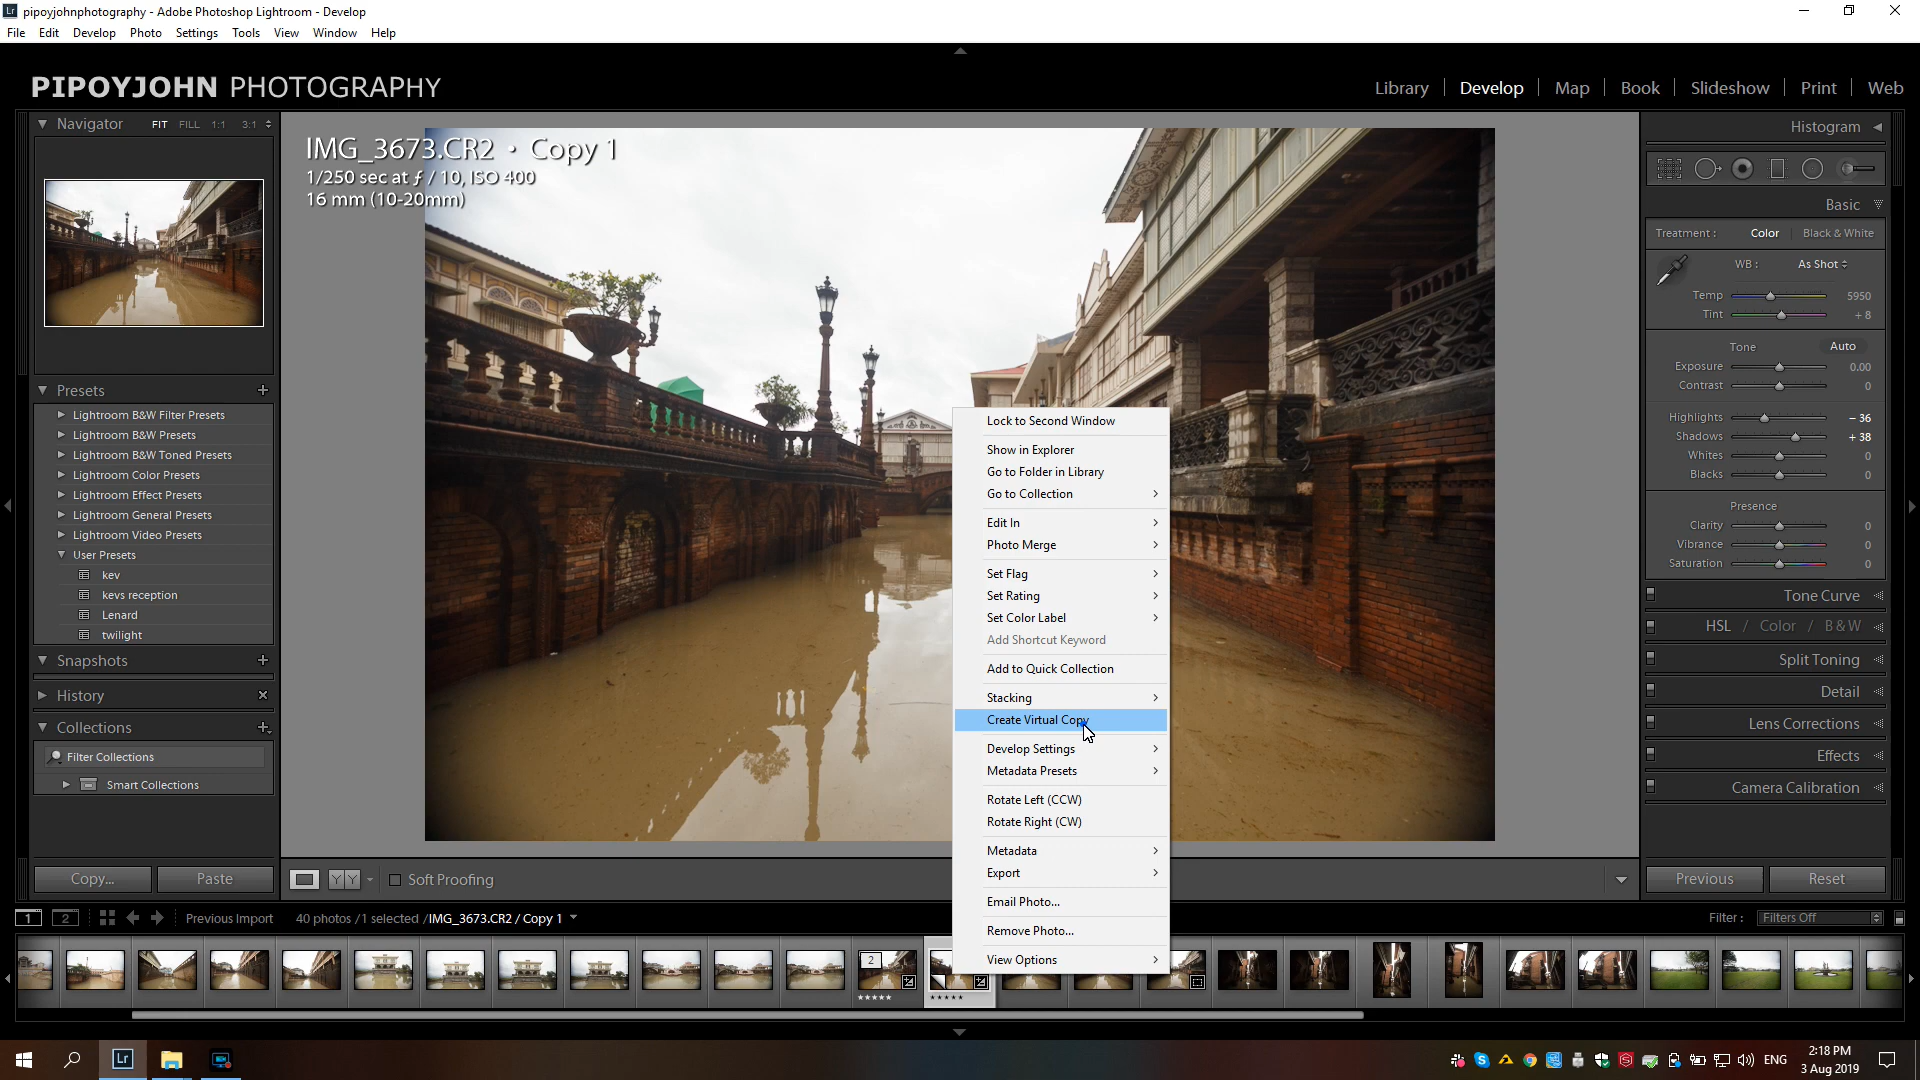 Lr pipoyjohnphotography - Adobe Photoshop Lightroom - Develop
File Edit Develop Photo Settings Tools View Window Help
PIPOYJOHN PHOTOGRAPHY
Library Develop Map Book Slideshow Print Web
Navigator FIT FILL 1:1 3:1
Presets
Lightroom B&W Filter Presets
Lightroom B&W Presets
Lightroom B&W Toned Presets
Lightroom Color Presets
Lightroom Effect Presets
Lightroom General Presets
Lightroom Video Presets
User Presets
kev
kevs reception
Lenard
twilight
Snapshots
History
Collections
Filter Collections
Smart Collections
Copy... Paste
IMG_3673.CR2 • Copy 1
1/250 sec at ƒ / 10, ISO 400
16 mm (10-20mm)
Lock to Second Window
Show in Explorer
Go to Folder in Library
Go to Collection
Edit In
Photo Merge
Set Flag
Set Rating
Set Color Label
Add Shortcut Keyword
Add to Quick Collection
Stacking
Create Virtual Copy
Develop Settings
Metadata Presets
Rotate Left (CCW)
Rotate Right (CW)
Metadata
Export
Email Photo...
Remove Photo...
View Options
YY Soft Proofing
Histogram
Basic
Treatment : Color Black & White
WB : As Shot
Temp 5950
Tint + 8
Tone Auto
Exposure 0.00
Contrast 0
Highlights – 36
Shadows + 38
Whites 0
Blacks 0
Presence
Clarity 0
Vibrance 0
Saturation 0
Tone Curve
HSL / Color / B & W
Split Toning
Detail
Lens Corrections
Effects
Camera Calibration
Previous Reset
1 2 Previous Import 40 photos /1 selected /IMG_3673.CR2 / Copy 1 Filter : Filters Off
2
Lr ENG 2:18 PM
3 Aug 2019